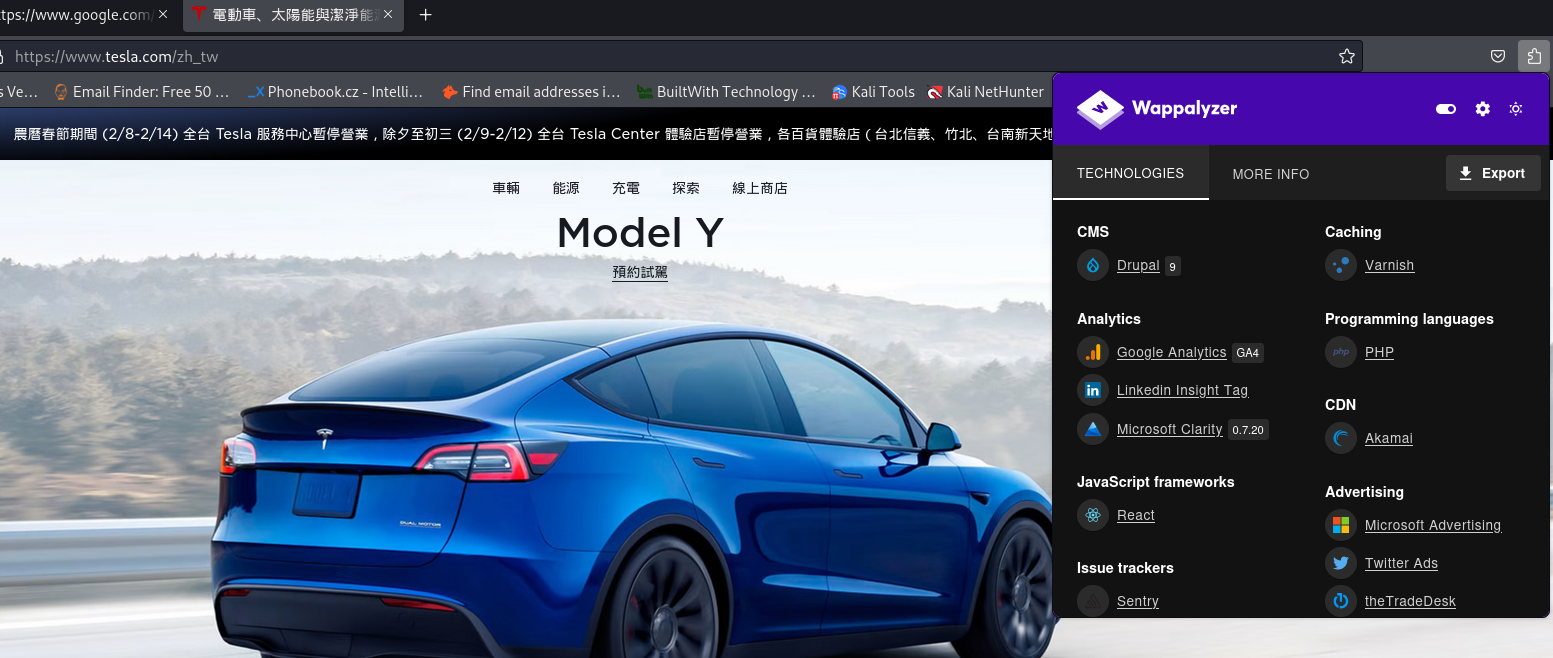 ttps://www.google.com/
電動車、太陽能與潔淨能
https://www.tesla.com/zh_tw
s Ve…
Email Finder: Free 50 …
Phonebook.cz - Intelli…
Find email addresses i…
BuiltWith Technology …
Kali Tools
Kali NetHunter
農曆春節期間 (2/8-2/14) 全台 Tesla 服務中心暫停營業，除夕至初三 (2/9-2/12) 全台 Tesla Center 體驗店暫停營業，各百貨體驗店 ( 台北信義、竹北、台南新天地
車輛 能源 充電 探索 線上商店
Model Y
預約試駕
DUAL MOTOR
Wappalyzer
TECHNOLOGIES
MORE INFO
Export
CMS
Drupal 9
Analytics
Google Analytics GA4
Linkedin Insight Tag
Microsoft Clarity 0.7.20
JavaScript frameworks
React
Issue trackers
Sentry
Caching
Varnish
Programming languages
php PHP
CDN
Akamai
Advertising
Microsoft Advertising
Twitter Ads
theTradeDesk